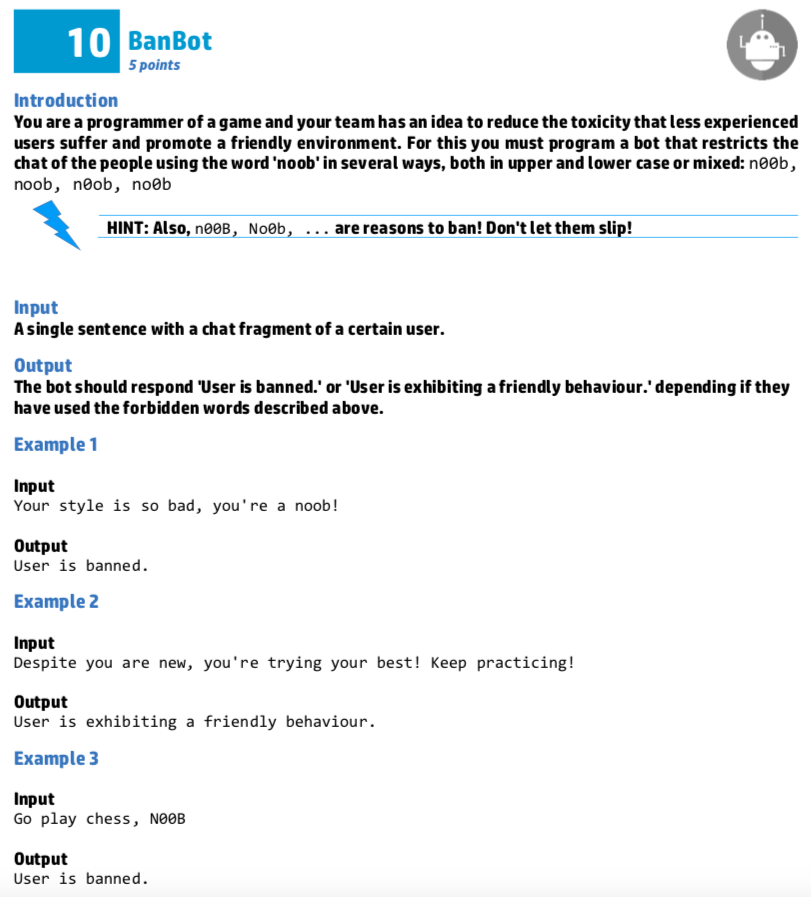 10
BanBot
5 points
Introduction
You are a programmer of a game and your team has an idea to reduce the toxicity that less experienced
users suffer and promote a friendly environment. For this you must program a bot that restricts the
chat of the people using the word 'noob' in several ways, both in upper and lower case or mixed: n00b,
noob, n0ob, no0b
HINT: Also, n00B, No0b, ... are reasons to ban! Don't let them slip!
Input
A single sentence with a chat fragment of a certain user.
Output
The bot should respond 'User is banned.' or 'User is exhibiting a friendly behaviour.' depending if they
have used the forbidden words described above.
Example 1
Input
Your style is so bad, you're a noob!
Output
User is banned.
Example 2
Input
Despite you are new, you're trying your best! Keep practicing!
Output
User is exhibiting a friendly behaviour.
Example 3
Input
Go play chess, N00B
Output
User is banned.